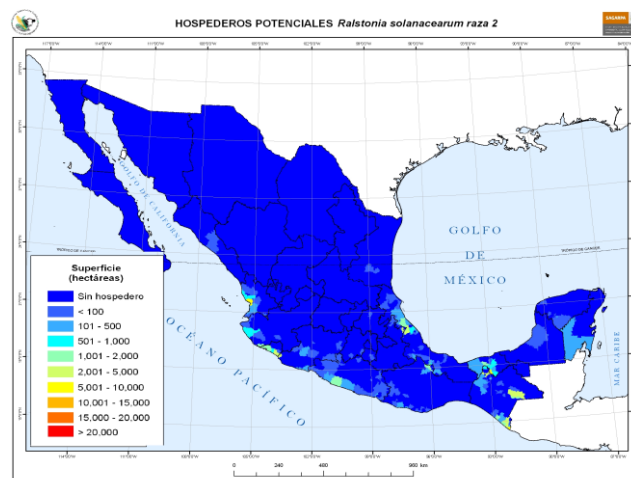 HOSPEDEROS POTENCIALES Ralstonia solanacearum raza 2
SAGARPA
GOLFO DE CALIFORNIA
GOLFO
DE
MÉXICO
OCÉANO PACÍFICO
MAR CARIBE
Superficie
(hectáreas)
Sin hospedero
< 100
101 - 500
501 - 1,000
1,001 - 2,000
2,001 - 5,000
5,001 - 10,000
10,001 - 15,000
15,000 - 20,000
> 20,000
0 240 480 960 km